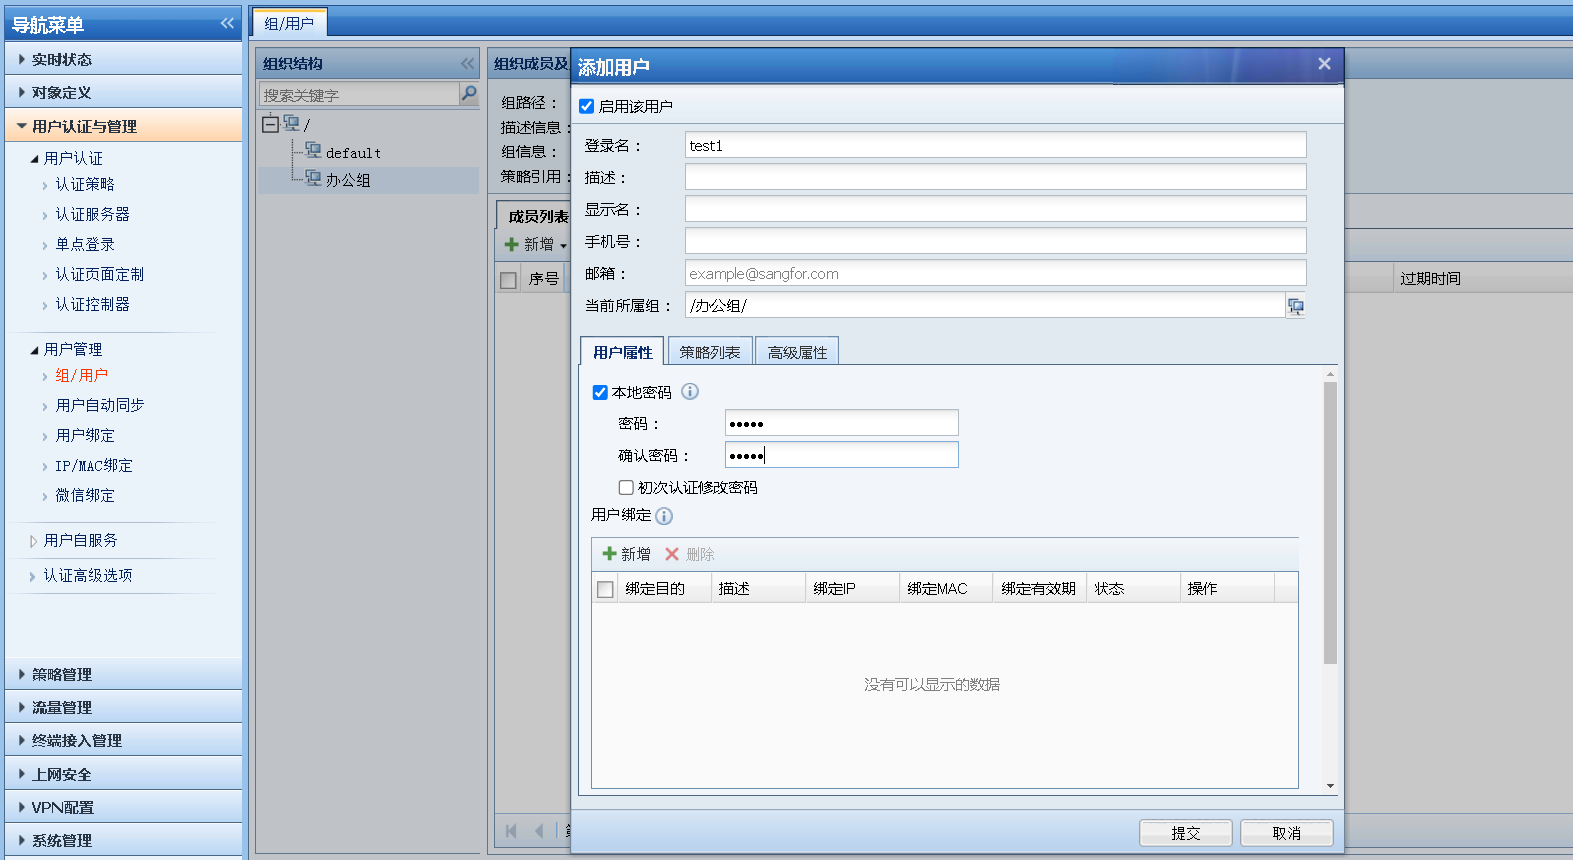 导航菜单
实时状态
对象定义
用户认证与管理
用户认证
认证策略
认证服务器
单点登录
认证页面定制
认证控制器
用户管理
组/用户
用户自动同步
用户绑定
IP/MAC绑定
微信绑定
用户自服务
认证高级选项
策略管理
流量管理
终端接入管理
上网安全
VPN配置
系统管理
组/用户
组织结构
搜索关键字
/
default
办公组
组织成员及
组路径：
描述信息：
组信息：
策略引用：
成员列表
新增
序号
过期时间
添加用户
启用该用户
登录名： test1
描述：
显示名：
手机号：
邮箱： example@sangfor.com
当前所属组： /办公组/
用户属性 策略列表 高级属性
本地密码
密码： •••••
确认密码： •••••
初次认证修改密码
用户绑定
新增 删除
绑定目的 描述 绑定IP 绑定MAC 绑定有效期 状态 操作
没有可以显示的数据
提交 取消